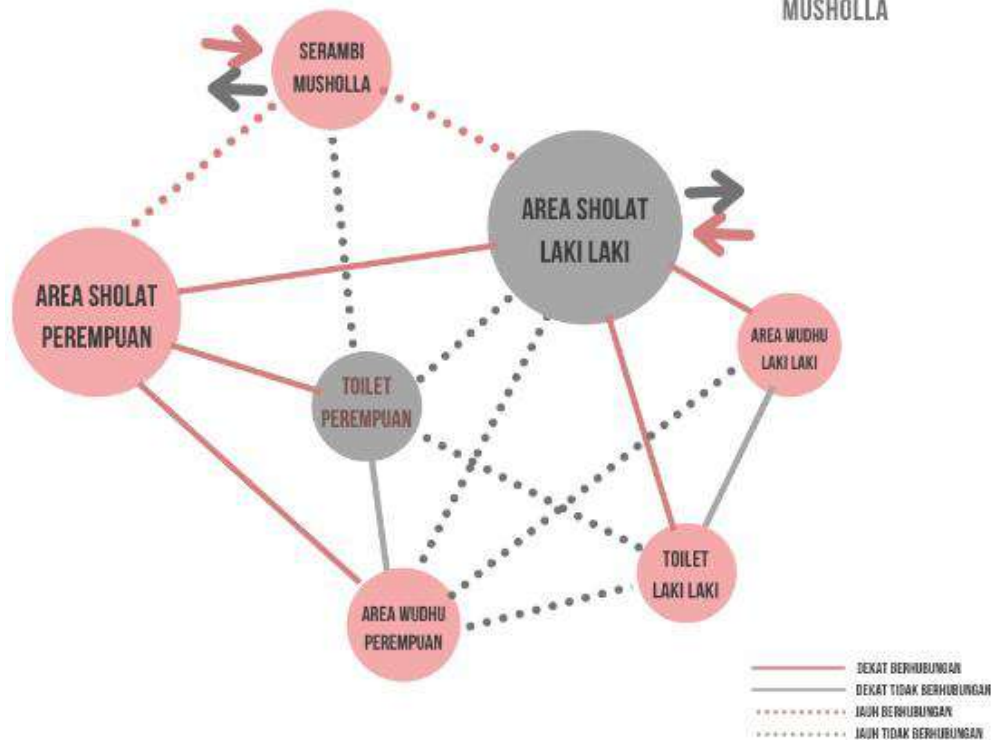 MUSHOLLA
SERAMBI
MUSHOLLA
AREA SHOLAT
LAKI LAKI
AREA SHOLAT
PEREMPUAN
AREA WUDHU
LAKI LAKI
TOILET
PEREMPUAN
TOILET
LAKI LAKI
AREA WUDHU
PEREMPUAN
DEKAT BERHUBUNGAN
DEKAT TIDAK BERHUBUNGAN
JAUH BERHUBUNGAN
JAUH TIDAK BERHUBUNGAN